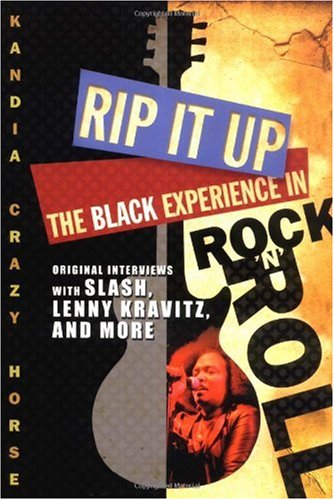 KANDIA CRAZY HORSE
RIP IT UP
THE BLACK EXPERIENCE IN
ROCK
'N'
ROLL
ORIGINAL INTERVIEWS
WITH SLASH,
LENNY KRAVITZ,
AND MORE